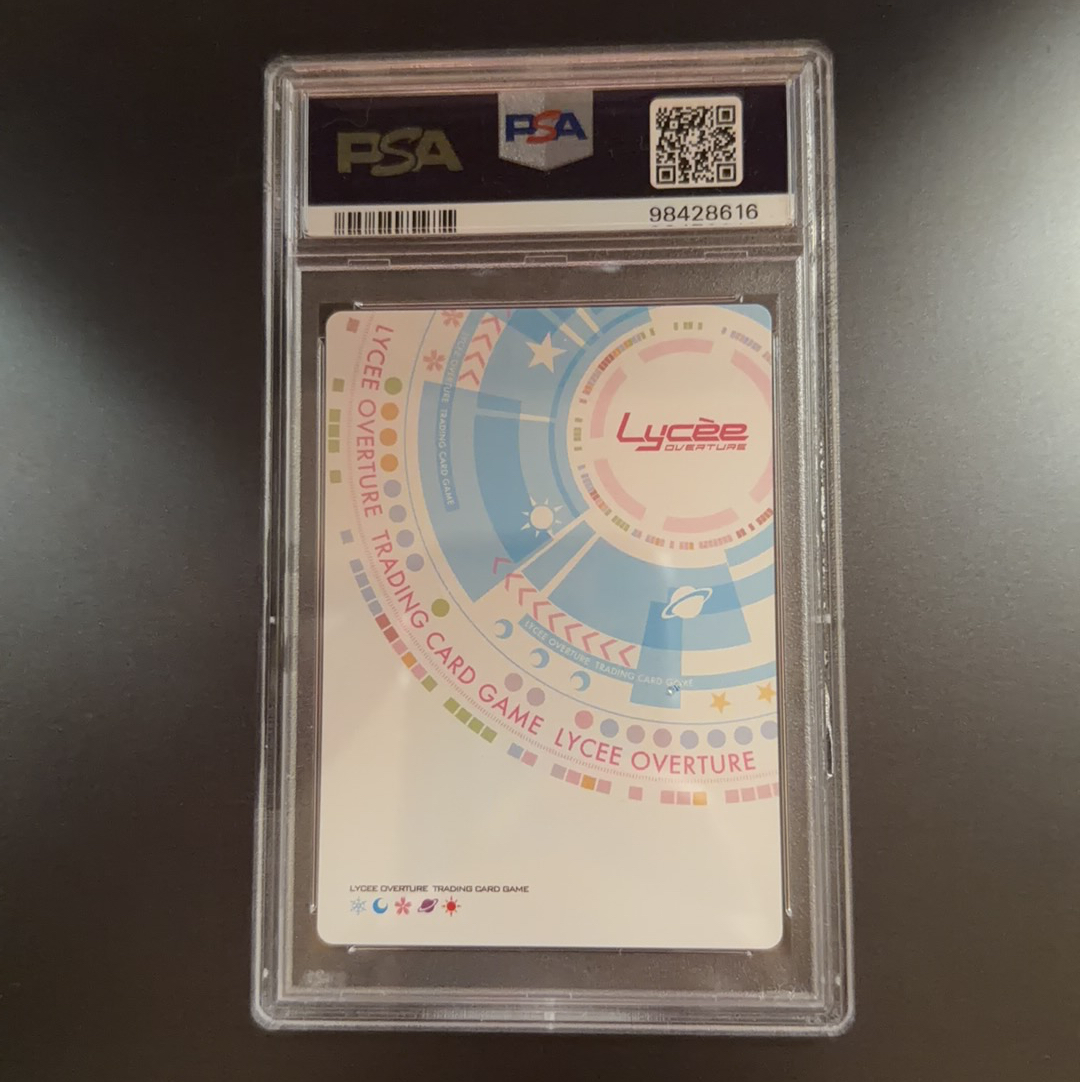 PSA
PSA
98428616
LYCEE OVERTURE TRADING CARD GAME LYCEE OVERTURE
LYCEE OVERTURE TRADING CARD GAME
Lycèe
OVERTURE
LYCEE OVERTURE TRADING CARD GAME
LYCEE OVERTURE TRADING CARD GAME